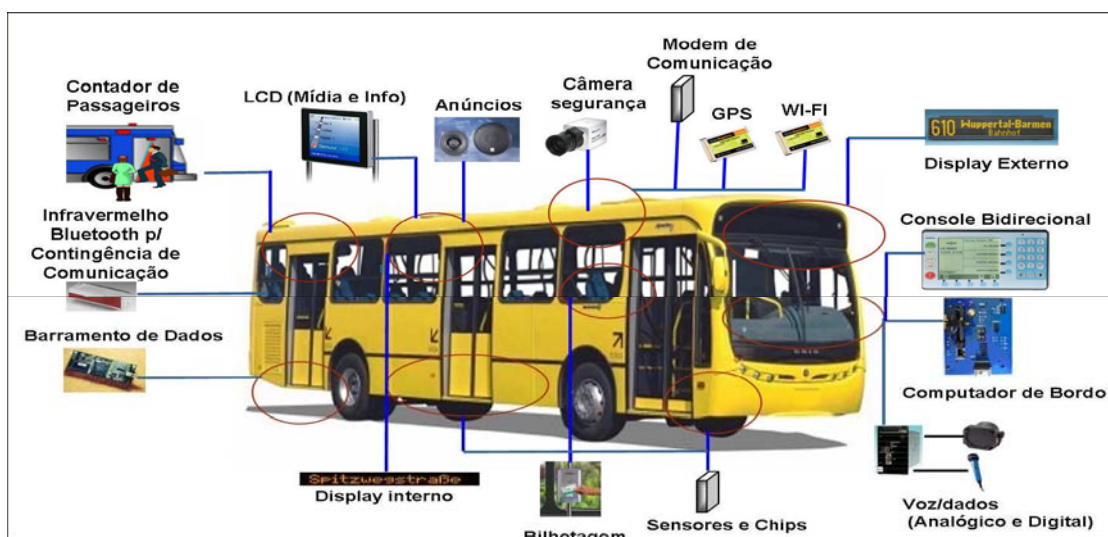 Contador de
Passageiros
LCD (Mídia e Info)
Anúncios
Câmera
segurança
Modem de
Comunicação
GPS
WI-FI
610 Wuppertal-Barmen
Bahnhof
Display Externo
Infravermelho
Bluetooth p/
Contingência de
Comunicação
Console Bidirecional
Barramento de Dados
Computador de Bordo
Spitzwegstraße
Display interno
Bilhetagem
Sensores e Chips
Voz/dados
(Analógico e Digital)